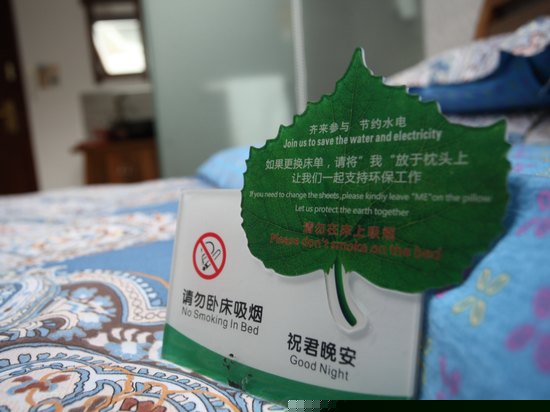 齐来参与 节约水电
Join us to save the water and electricity
如果更换床单，请将"我"放于枕头上
让我们一起支持环保工作
If you need to change the sheets,please kindly leave "ME"on the pillow
Let us protect the earth together
请勿在床上吸烟
Please don't smoke on the bed
请勿卧床吸烟
No Smoking In Bed
祝君晚安
Good Night